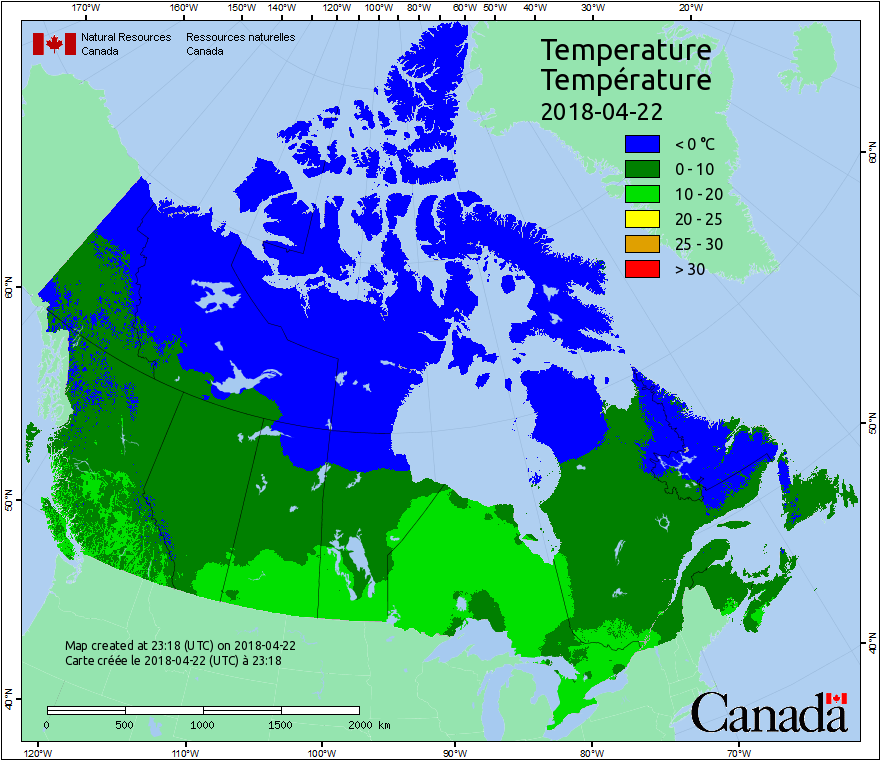 170°W 160°W 150°W 140°W 120°W 100°W 80°W 60°W 50°W 40°W 30°W 20°W
Natural Resources Ressources naturelles
Canada Canada
Temperature
Température
2018-04-22
< 0 °C
0 - 10
10 - 20
20 - 25
25 - 30
> 30
60°N
60°N
50°N
50°N
40°N
40°N
Map created at 23:18 (UTC) on 2018-04-22
Carte créée le 2018-04-22 (UTC) à 23:18
0 500 1000 1500 2000 km
Canada
120°W 110°W 100°W 90°W 80°W 70°W